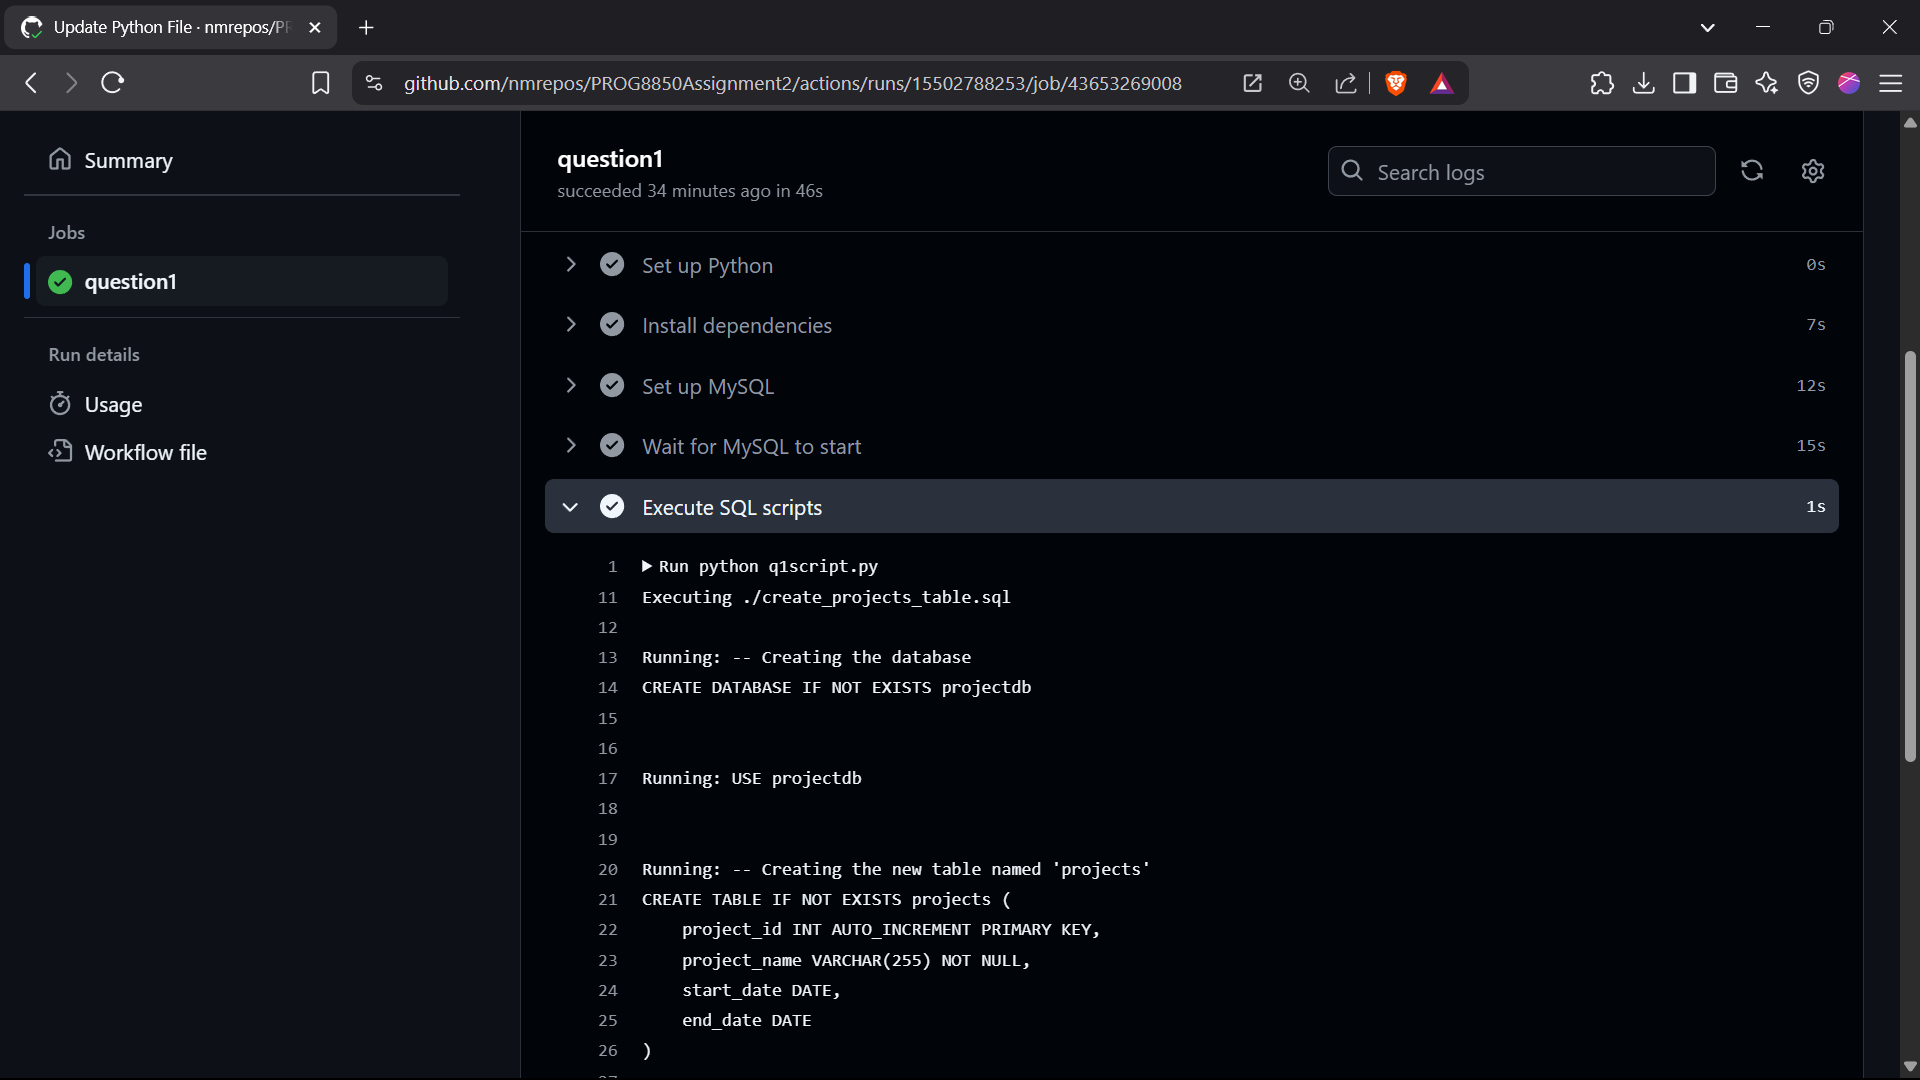 Update Python File · nmrepos/PR
github.com/nmrepos/PROG8850Assignment2/actions/runs/15502788253/job/43653269008
Summary
Jobs
question1
Run details
Usage
Workflow file
question1
succeeded 34 minutes ago in 46s
Search logs
Set up Python 0s
Install dependencies 7s
Set up MySQL 12s
Wait for MySQL to start 15s
Execute SQL scripts 1s
1 Run python q1script.py
11 Executing ./create_projects_table.sql
12
13 Running: -- Creating the database
14 CREATE DATABASE IF NOT EXISTS projectdb
15
16
17 Running: USE projectdb
18
19
20 Running: -- Creating the new table named 'projects'
21 CREATE TABLE IF NOT EXISTS projects (
22 project_id INT AUTO_INCREMENT PRIMARY KEY,
23 project_name VARCHAR(255) NOT NULL,
24 start_date DATE,
25 end_date DATE
26 )